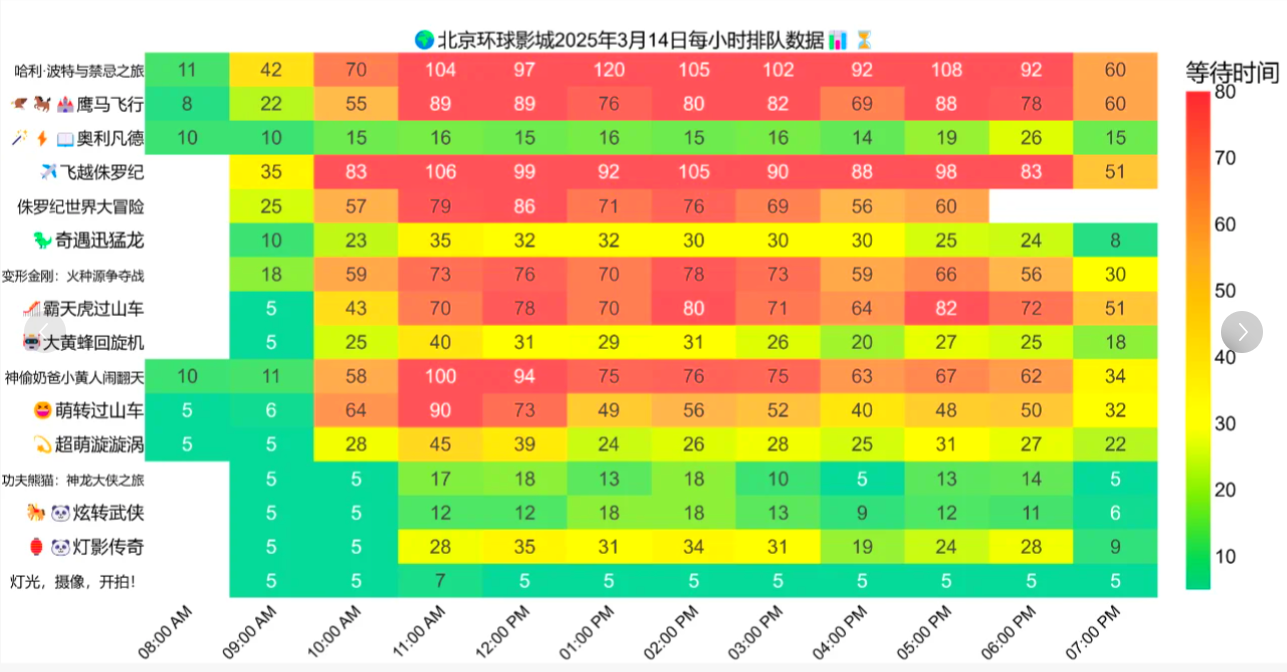 🌍北京环球影城2025年3月14日每小时排队数据📊⏳
等待时间
哈利·波特与禁忌之旅 11 42 70 104 97 120 105 102 92 108 92 60
鹰马飞行 8 22 55 89 89 76 80 82 69 88 78 60
奥利凡德 10 10 15 16 15 16 15 16 14 19 26 15
飞越侏罗纪 35 83 106 99 92 105 90 88 98 83 51
侏罗纪世界大冒险 25 57 79 86 71 76 69 56 60
奇遇迅猛龙 10 23 35 32 32 30 30 30 25 24 8
变形金刚：火种源争夺战 18 59 73 76 70 78 73 59 66 56 30
霸天虎过山车 5 43 70 78 70 80 71 64 82 72 51
大黄蜂回旋机 5 25 40 31 29 31 26 20 27 25 18
神偷奶爸小黄人闹翻天 10 11 58 100 94 75 76 75 63 67 62 34
萌转过山车 5 6 64 90 73 49 56 52 40 48 50 32
超萌漩漩涡 5 5 28 45 39 24 26 28 25 31 27 22
功夫熊猫：神龙大侠之旅 5 5 17 18 13 18 10 5 13 14 5
炫转武侠 5 5 12 12 18 18 13 9 12 11 6
灯影传奇 5 5 28 35 31 34 31 19 24 28 9
灯光，摄像，开拍！ 5 5 7 5 5 5 5 5 5 5 5
08:00 AM 09:00 AM 10:00 AM 11:00 AM 12:00 PM 01:00 PM 02:00 PM 03:00 PM 04:00 PM 05:00 PM 06:00 PM 07:00 PM
80
70
60
50
40
30
20
10